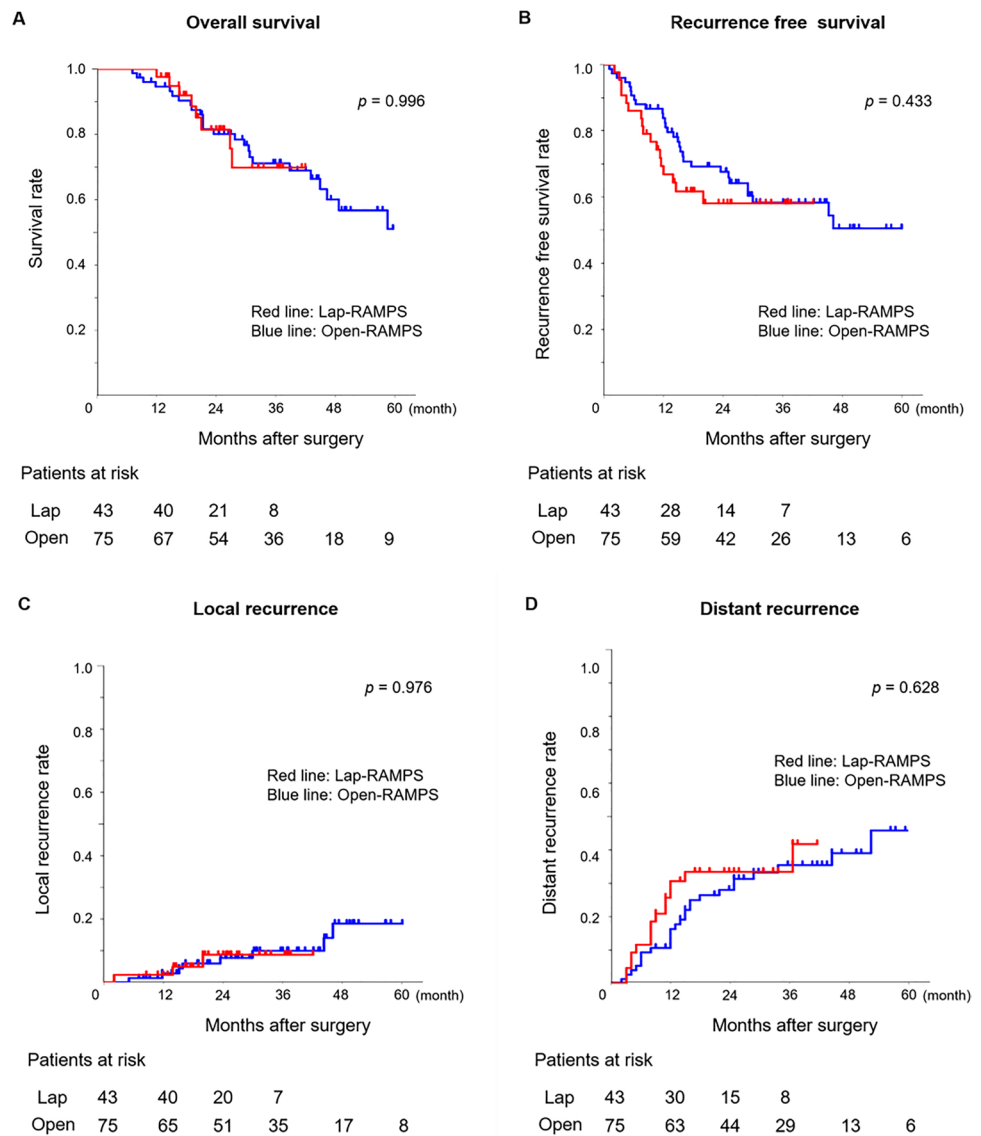 A
Overall survival
1.0
0.8
0.6
0.4
0.2
Survival rate
p = 0.996
Red line: Lap-RAMPS
Blue line: Open-RAMPS
0 12 24 36 48 60 (month)
Months after surgery
Patients at risk
Lap 43 40 21 8
Open 75 67 54 36 18 9
B
Recurrence free survival
1.0
0.8
0.6
0.4
0.2
Recurrence free survival rate
p = 0.433
Red line: Lap-RAMPS
Blue line: Open-RAMPS
0 12 24 36 48 60 (month)
Months after surgery
Patients at risk
Lap 43 28 14 7
Open 75 59 42 26 13 6
C
Local recurrence
1.0
0.8
0.6
0.4
0.2
Local recurrence rate
p = 0.976
Red line: Lap-RAMPS
Blue line: Open-RAMPS
0 12 24 36 48 60 (month)
Months after surgery
Patients at risk
Lap 43 40 20 7
Open 75 65 51 35 17 8
D
Distant recurrence
1.0
0.8
0.6
0.4
0.2
Distant recurrence rate
p = 0.628
Red line: Lap-RAMPS
Blue line: Open-RAMPS
0 12 24 36 48 60 (month)
Months after surgery
Patients at risk
Lap 43 30 15 8
Open 75 63 44 29 13 6